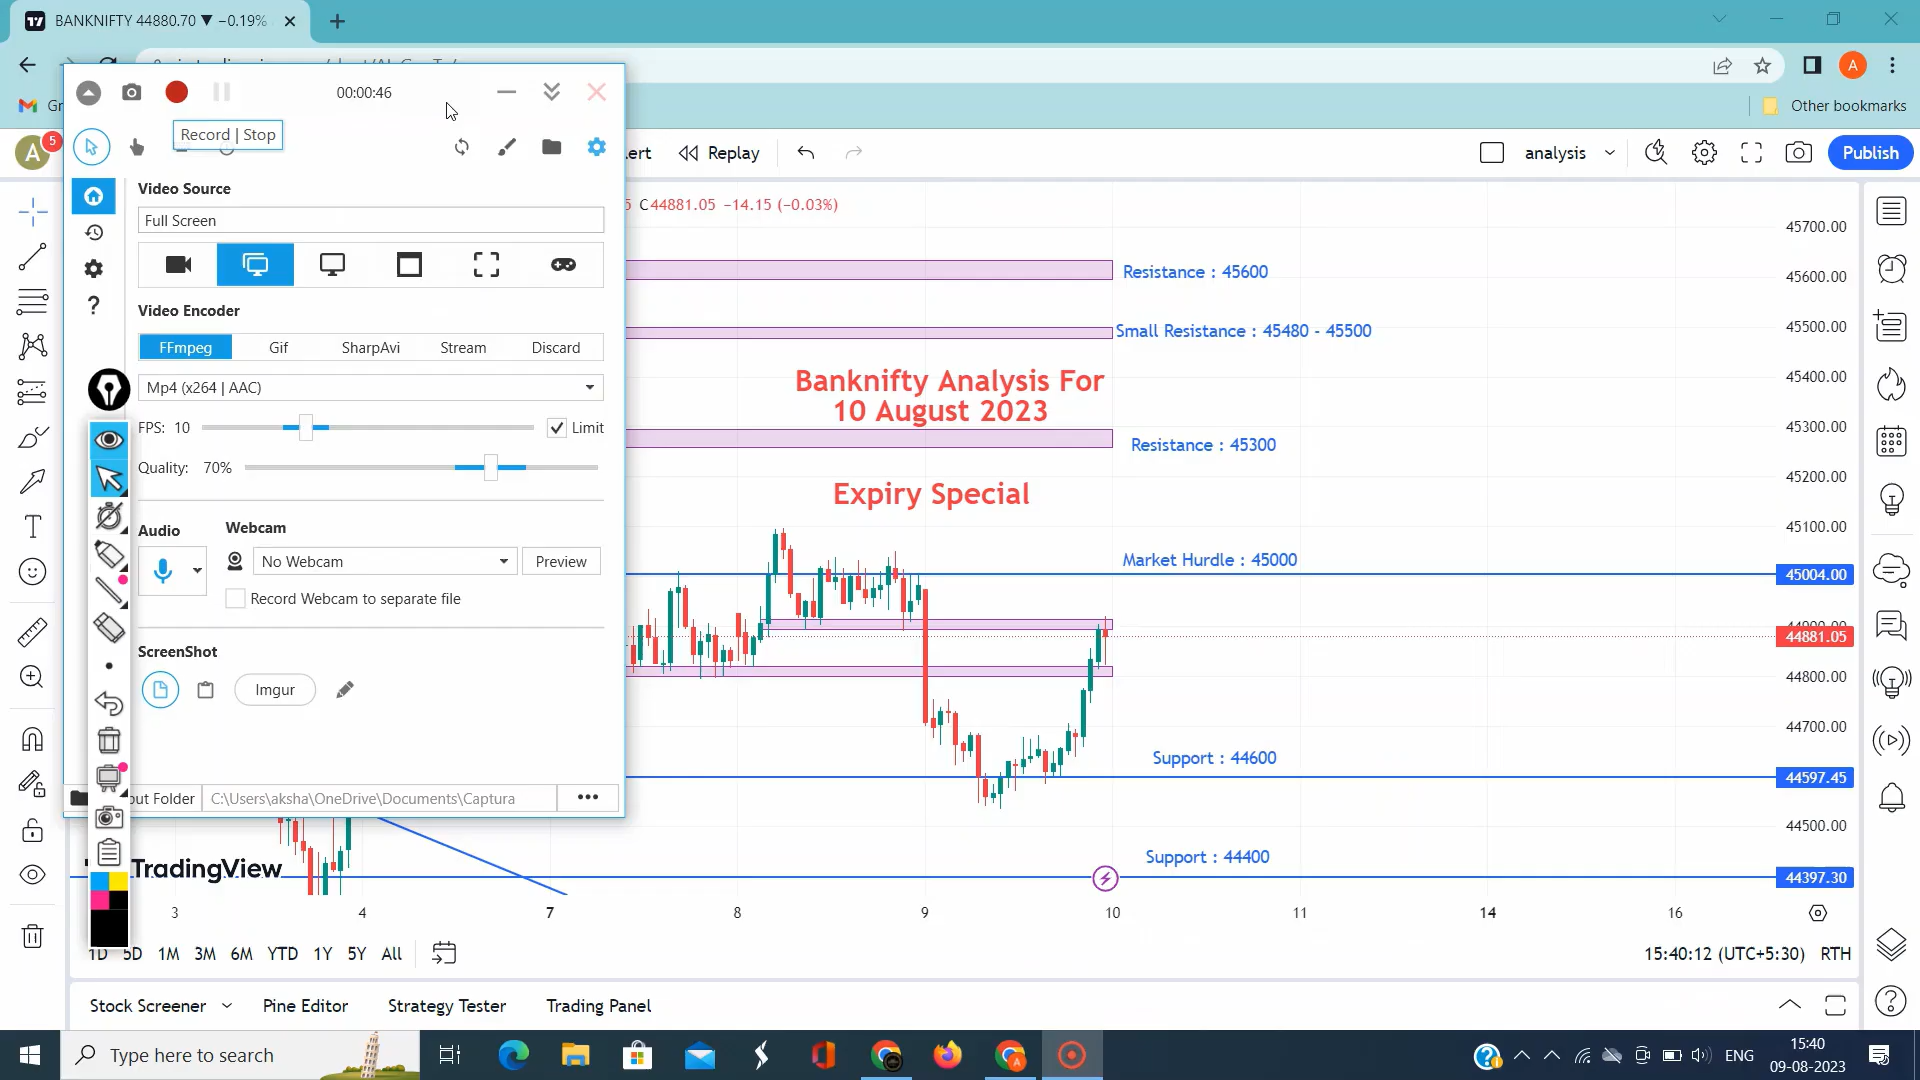 BANKNIFTY 44880.70 ▼ −0.19%
A
Other bookmarks
00:00:46
Record | Stop
A
5
ert
Replay
analysis
Publish
C44881.05 −14.15 (−0.03%)
Video Source
Full Screen
Video Encoder
FFmpeg
Gif
SharpAvi
Stream
Discard
Mp4 (x264 | AAC)
FPS: 10
Limit
Quality: 70%
Audio
Webcam
No Webcam
Preview
Record Webcam to separate file
ScreenShot
Imgur
put Folder
C:\Users\aksha\OneDrive\Documents\Captura
•••
Resistance : 45600
Small Resistance : 45480 - 45500
Banknifty Analysis For
10 August 2023
Resistance : 45300
Expiry Special
Market Hurdle : 45000
Support : 44600
Support : 44400
45700.00
45600.00
45500.00
45400.00
45300.00
45200.00
45100.00
45004.00
44900.00
44881.05
44800.00
44700.00
44597.45
44500.00
44397.30
TradingView
3
4
7
8
9
10
11
14
16
1D
5D
1M
3M
6M
YTD
1Y
5Y
All
15:40:12 (UTC+5:30)
RTH
Stock Screener
Pine Editor
Strategy Tester
Trading Panel
Type here to search
ENG
15:40
09-08-2023